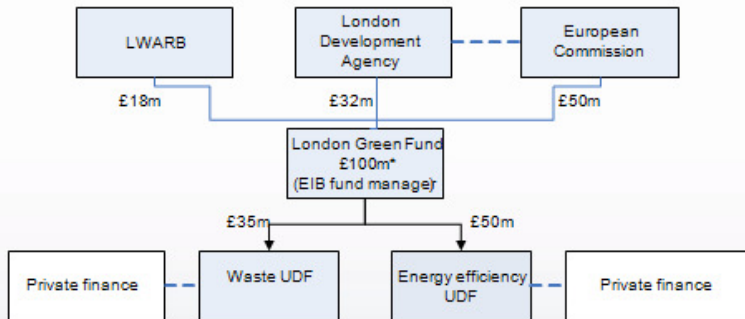 LWARB
London
Development
Agency
European
Commission
£18m
£32m
£50m
London Green Fund
£100m*
(EIB fund manage)r
£35m
£50m
Private finance
Waste UDF
Energy efficiency
UDF
Private finance